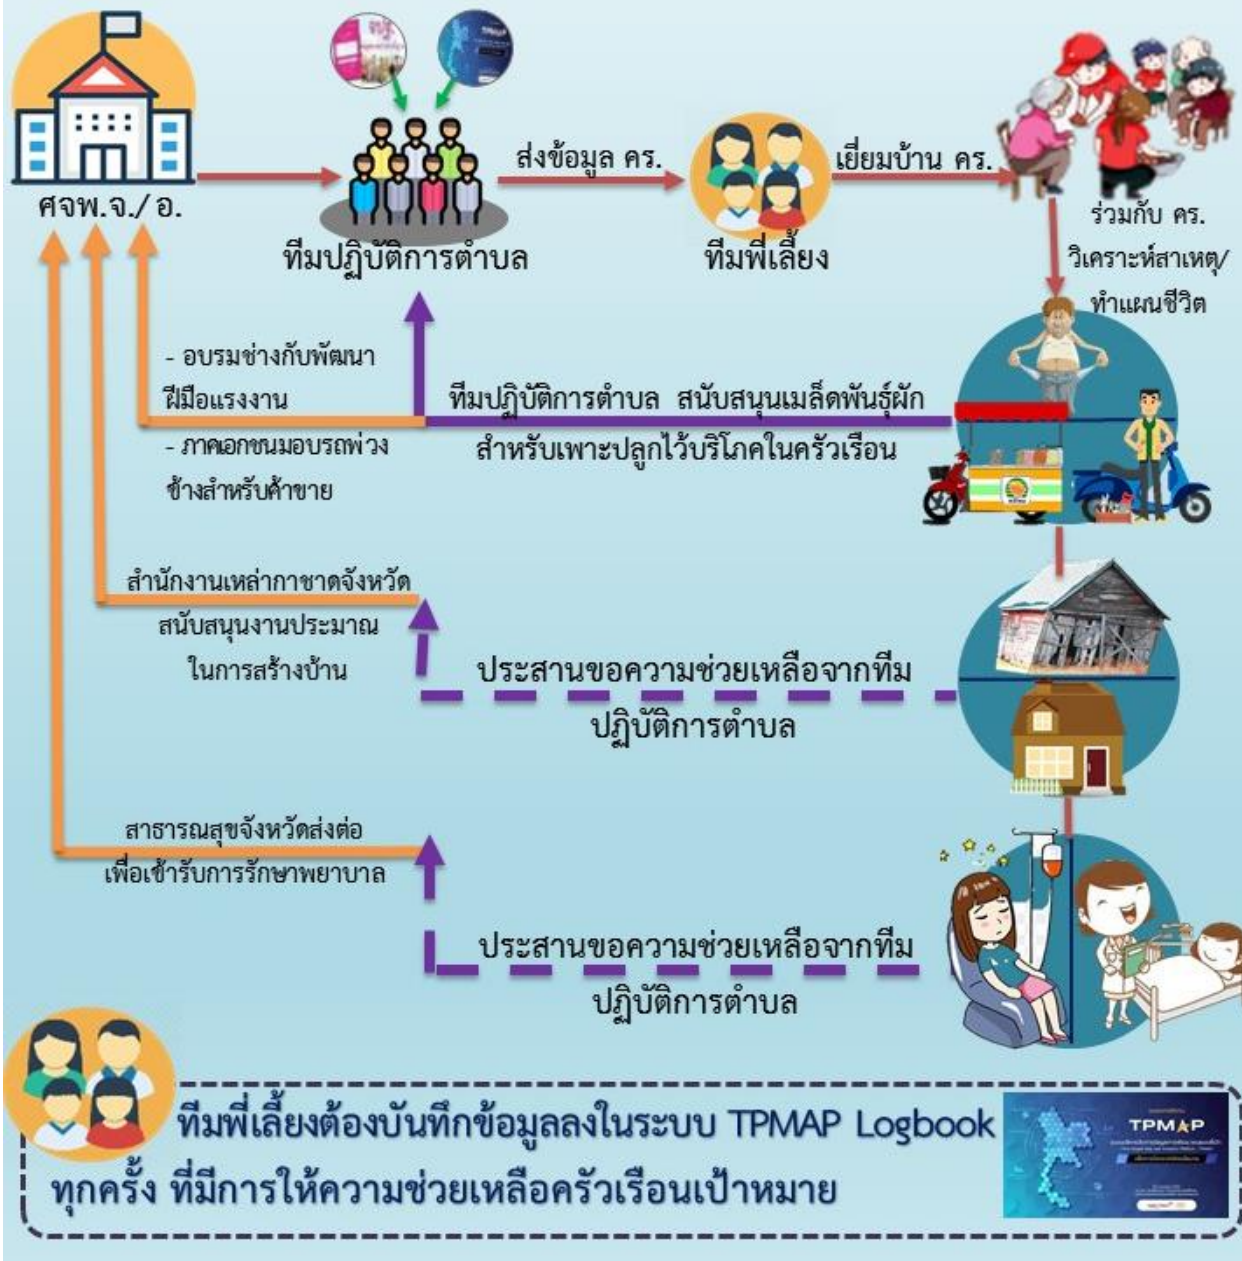 จปฐ.
TPMAP
ส่งข้อมูล คร.
เยี่ยมบ้าน คร.
ศจพ.จ./อ.
ทีมปฏิบัติการตำบล
ทีมพี่เลี้ยง
ร่วมกับ คร.
วิเคราะห์สาเหตุ/
ทำแผนชีวิต
- อบรมช่างกับพัฒนา
ฝีมือแรงงาน
- ภาคเอกชนมอบรถพ่วง
ข้างสำหรับค้าขาย
ทีมปฏิบัติการตำบล สนับสนุนเมล็ดพันธุ์ผัก
สำหรับเพาะปลูกไว้บริโภคในครัวเรือน
สำนักงานเหล่ากาชาดจังหวัด
สนับสนุนงานประมาณ
ในการสร้างบ้าน
ประสานขอความช่วยเหลือจากทีม
ปฏิบัติการตำบล
สาธารณสุขจังหวัดส่งต่อ
เพื่อเข้ารับการรักษาพยาบาล
ประสานขอความช่วยเหลือจากทีม
ปฏิบัติการตำบล
ทีมพี่เลี้ยงต้องบันทึกข้อมูลลงในระบบ TPMAP Logbook
ทุกครั้ง ที่มีการให้ความช่วยเหลือครัวเรือนเป้าหมาย
TPMAP